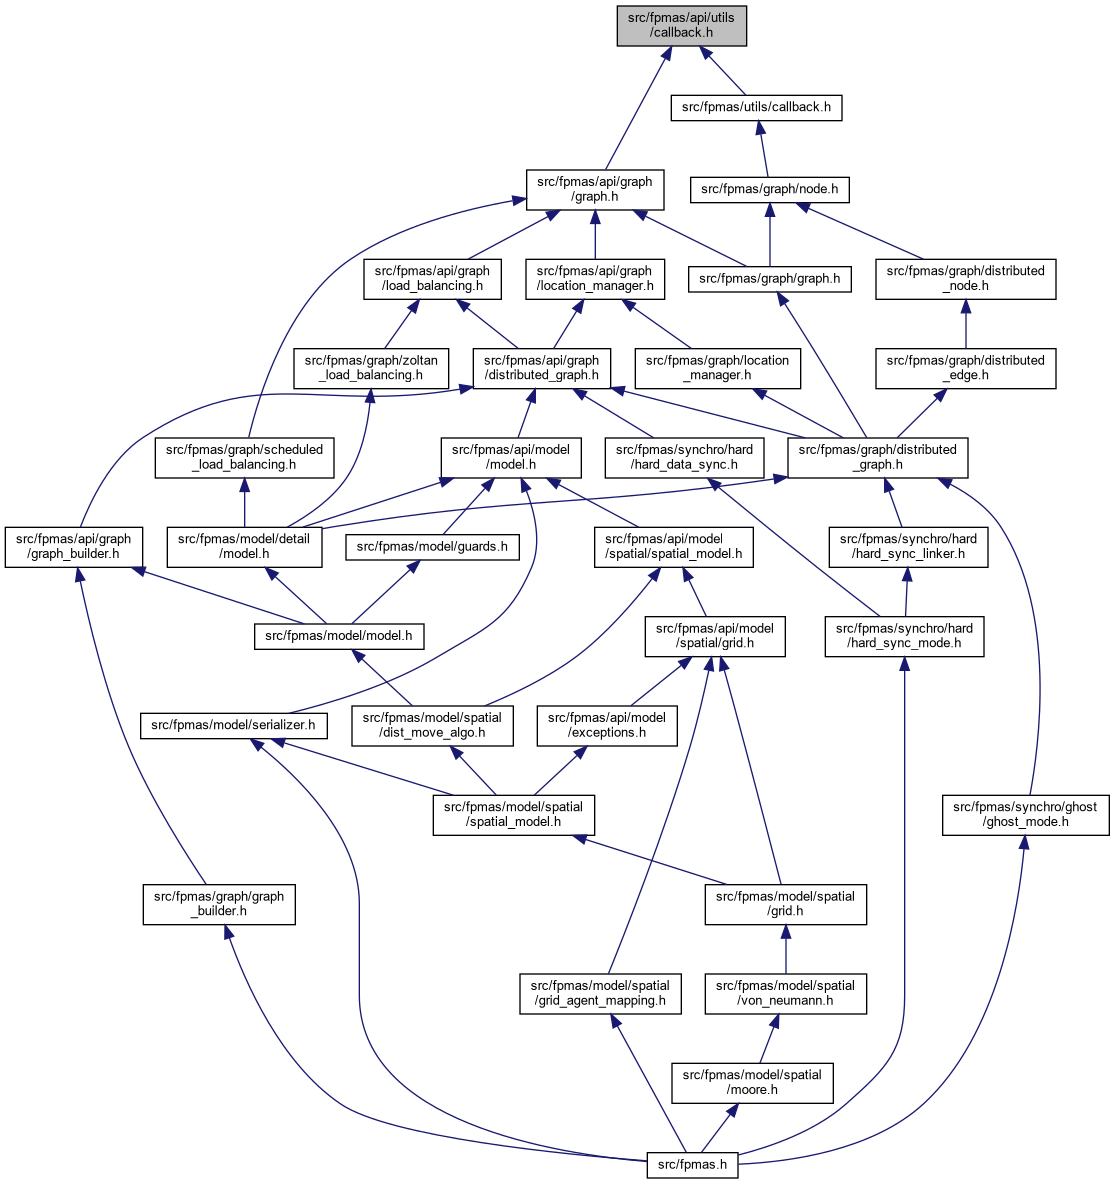 src/fpmas/api/utils
/callback.h
src/fpmas/utils/callback.h
src/fpmas/api/graph
/graph.h
src/fpmas/graph/node.h
src/fpmas/api/graph
/load_balancing.h
src/fpmas/api/graph
/location_manager.h
src/fpmas/graph/graph.h
src/fpmas/graph/distributed
_node.h
src/fpmas/graph/zoltan
_load_balancing.h
src/fpmas/api/graph
/distributed_graph.h
src/fpmas/graph/location
_manager.h
src/fpmas/graph/distributed
_edge.h
src/fpmas/graph/scheduled
_load_balancing.h
src/fpmas/api/model
/model.h
src/fpmas/synchro/hard
/hard_data_sync.h
src/fpmas/graph/distributed
_graph.h
src/fpmas/api/graph
/graph_builder.h
src/fpmas/model/detail
/model.h
src/fpmas/model/guards.h
src/fpmas/api/model
/spatial/spatial_model.h
src/fpmas/synchro/hard
/hard_sync_linker.h
src/fpmas/model/model.h
src/fpmas/api/model
/spatial/grid.h
src/fpmas/synchro/hard
/hard_sync_mode.h
src/fpmas/model/serializer.h
src/fpmas/model/spatial
/dist_move_algo.h
src/fpmas/api/model
/exceptions.h
src/fpmas/model/spatial
/spatial_model.h
src/fpmas/synchro/ghost
/ghost_mode.h
src/fpmas/graph/graph
_builder.h
src/fpmas/model/spatial
/grid.h
src/fpmas/model/spatial
/grid_agent_mapping.h
src/fpmas/model/spatial
/von_neumann.h
src/fpmas/model/spatial
/moore.h
src/fpmas.h